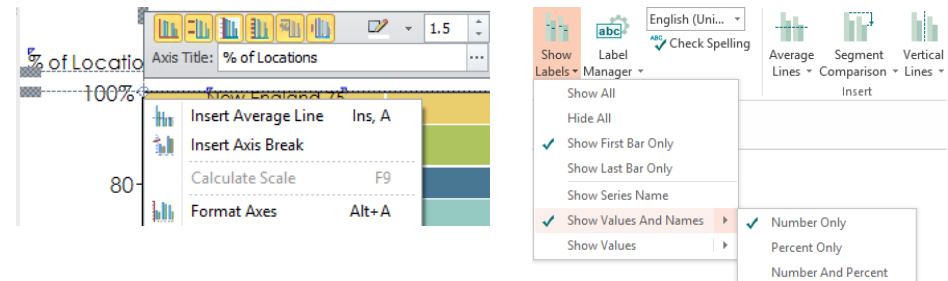 1.5
Axis Title: % of Locations
% of Locatio
100%
New England 75
Insert Average Line Ins, A
Insert Axis Break
Calculate Scale F9
80
Format Axes Alt+A
English (Uni...
abc
ABC Check Spelling
Show Labels
Label Manager
Average Lines
Segment Comparison
Vertical Lines
Insert
Show All
Hide All
Show First Bar Only
Show Last Bar Only
Show Series Name
Show Values And Names
Show Values
Number Only
Percent Only
Number And Percent